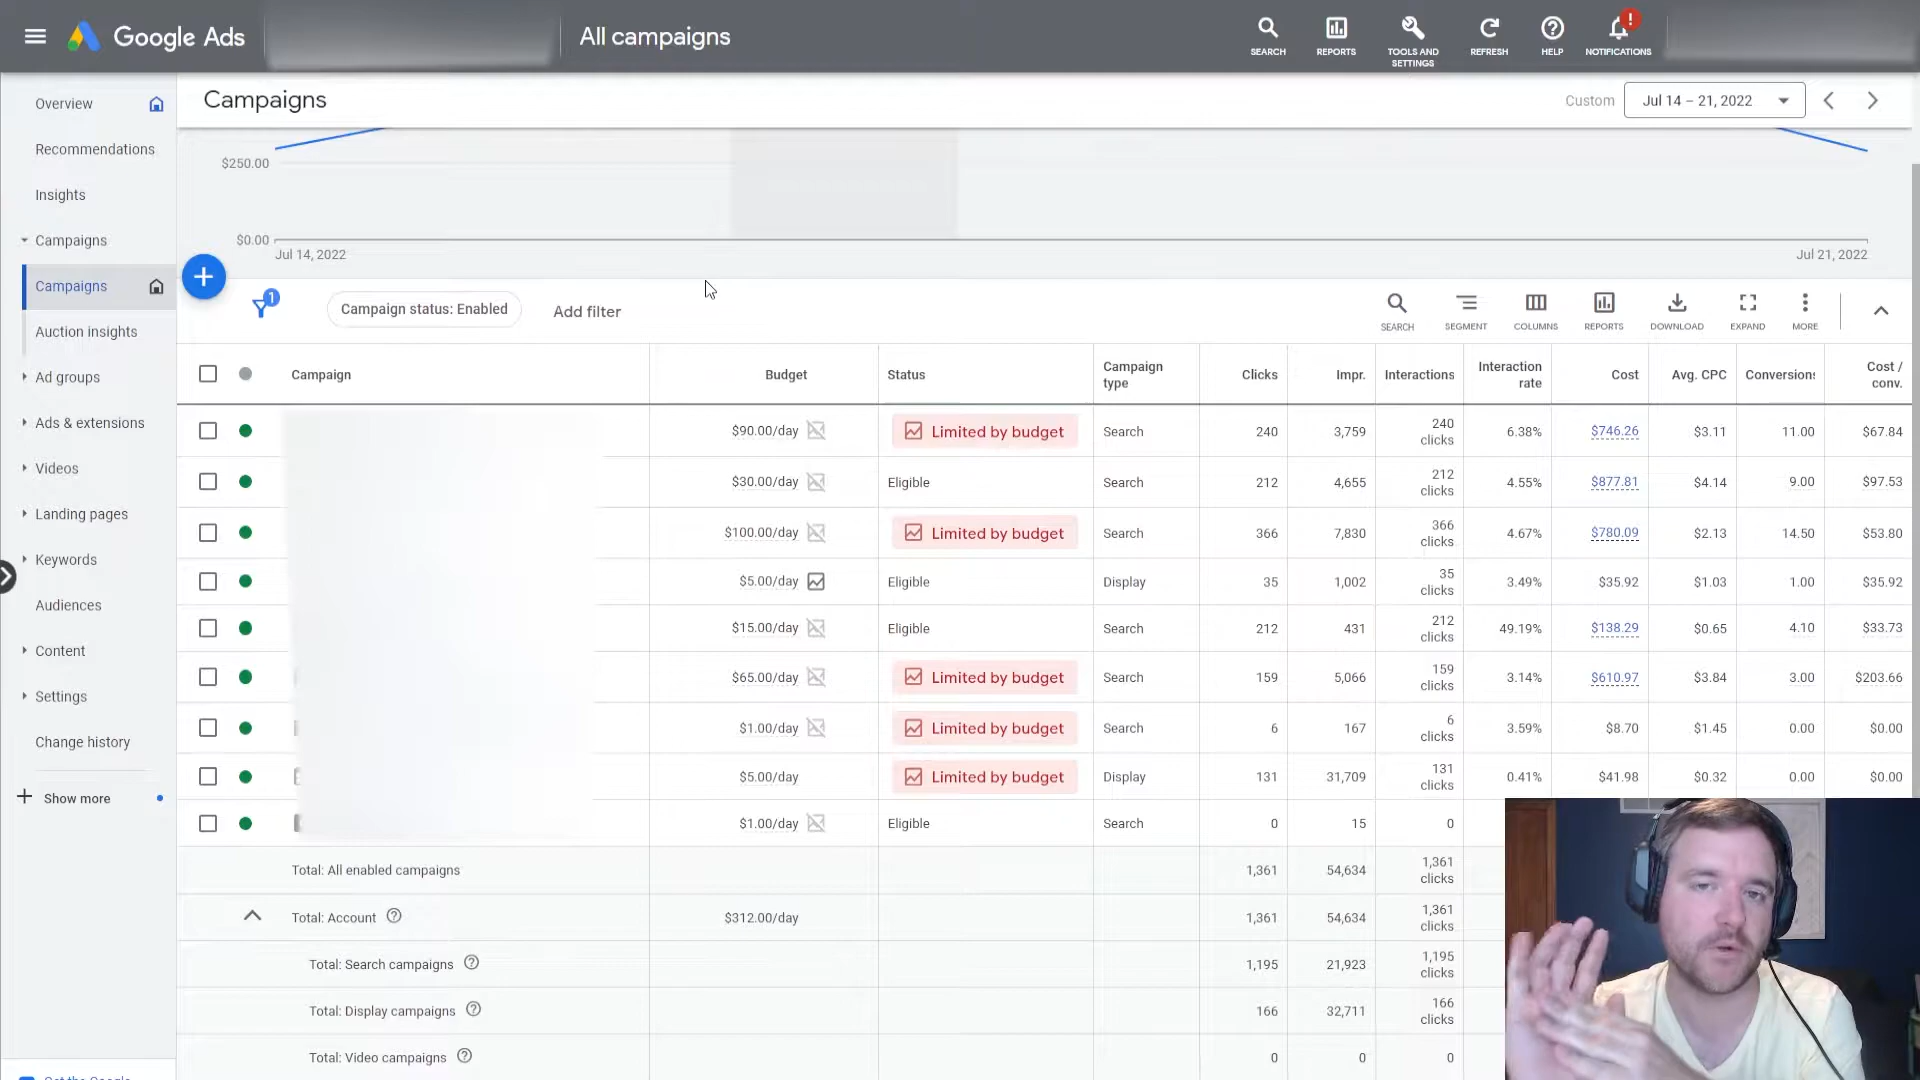 Google Ads
All campaigns
SEARCH
REPORTS
TOOLS AND
SETTINGS
REFRESH
HELP
!
NOTIFICATIONS
Overview
Recommendations
Insights
Campaigns
Campaigns
Auction insights
Ad groups
Ads & extensions
Videos
Landing pages
Keywords
Audiences
Content
Settings
Change history
Show more
Campaigns
Custom
Jul 14 – 21, 2022
$250.00
$0.00
Jul 14, 2022
Jul 21, 2022
1
Campaign status: Enabled
Add filter
SEARCH
SEGMENT
COLUMNS
REPORTS
DOWNLOAD
EXPAND
MORE
Campaign Budget Status Campaign type Clicks Impr. Interactions Interaction rate Cost Avg. CPC Conversions Cost / conv.
$90.00/day Limited by budget Search 240 3,759 240 clicks 6.38% $746.26 $3.11 11.00 $67.84
$30.00/day Eligible Search 212 4,655 212 clicks 4.55% $877.81 $4.14 9.00 $97.53
$100.00/day Limited by budget Search 366 7,830 366 clicks 4.67% $780.09 $2.13 14.50 $53.80
$5.00/day Eligible Display 35 1,002 35 clicks 3.49% $35.92 $1.03 1.00 $35.92
$15.00/day Eligible Search 212 431 212 clicks 49.19% $138.29 $0.65 4.10 $33.73
$65.00/day Limited by budget Search 159 5,066 159 clicks 3.14% $610.97 $3.84 3.00 $203.66
$1.00/day Limited by budget Search 6 167 6 clicks 3.59% $8.70 $1.45 0.00 $0.00
$5.00/day Limited by budget Display 131 31,709 131 clicks 0.41% $41.98 $0.32 0.00 $0.00
$1.00/day Eligible Search 0 15 0
Total: All enabled campaigns 1,361 54,634 1,361 clicks
Total: Account $312.00/day 1,361 54,634 1,361 clicks
Total: Search campaigns 1,195 21,923 1,195 clicks
Total: Display campaigns 166 32,711 166 clicks
Total: Video campaigns 0 0 0